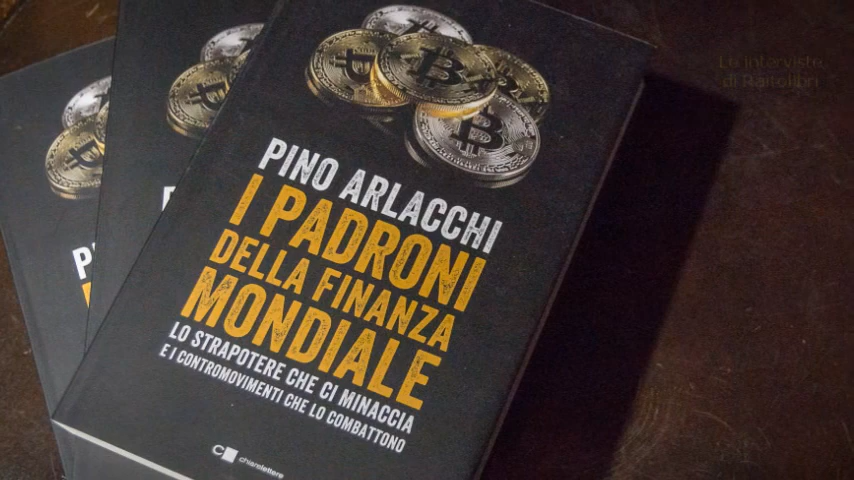 Le interviste
di Raitolibri
PINO ARLACCHI
I PADRONI
DELLA FINANZA
MONDIALE
LO STRAPOTERE CHE CI MINACCIA
E I CONTROMOVIMENTI CHE LO COMBATTONO
chiarelettere